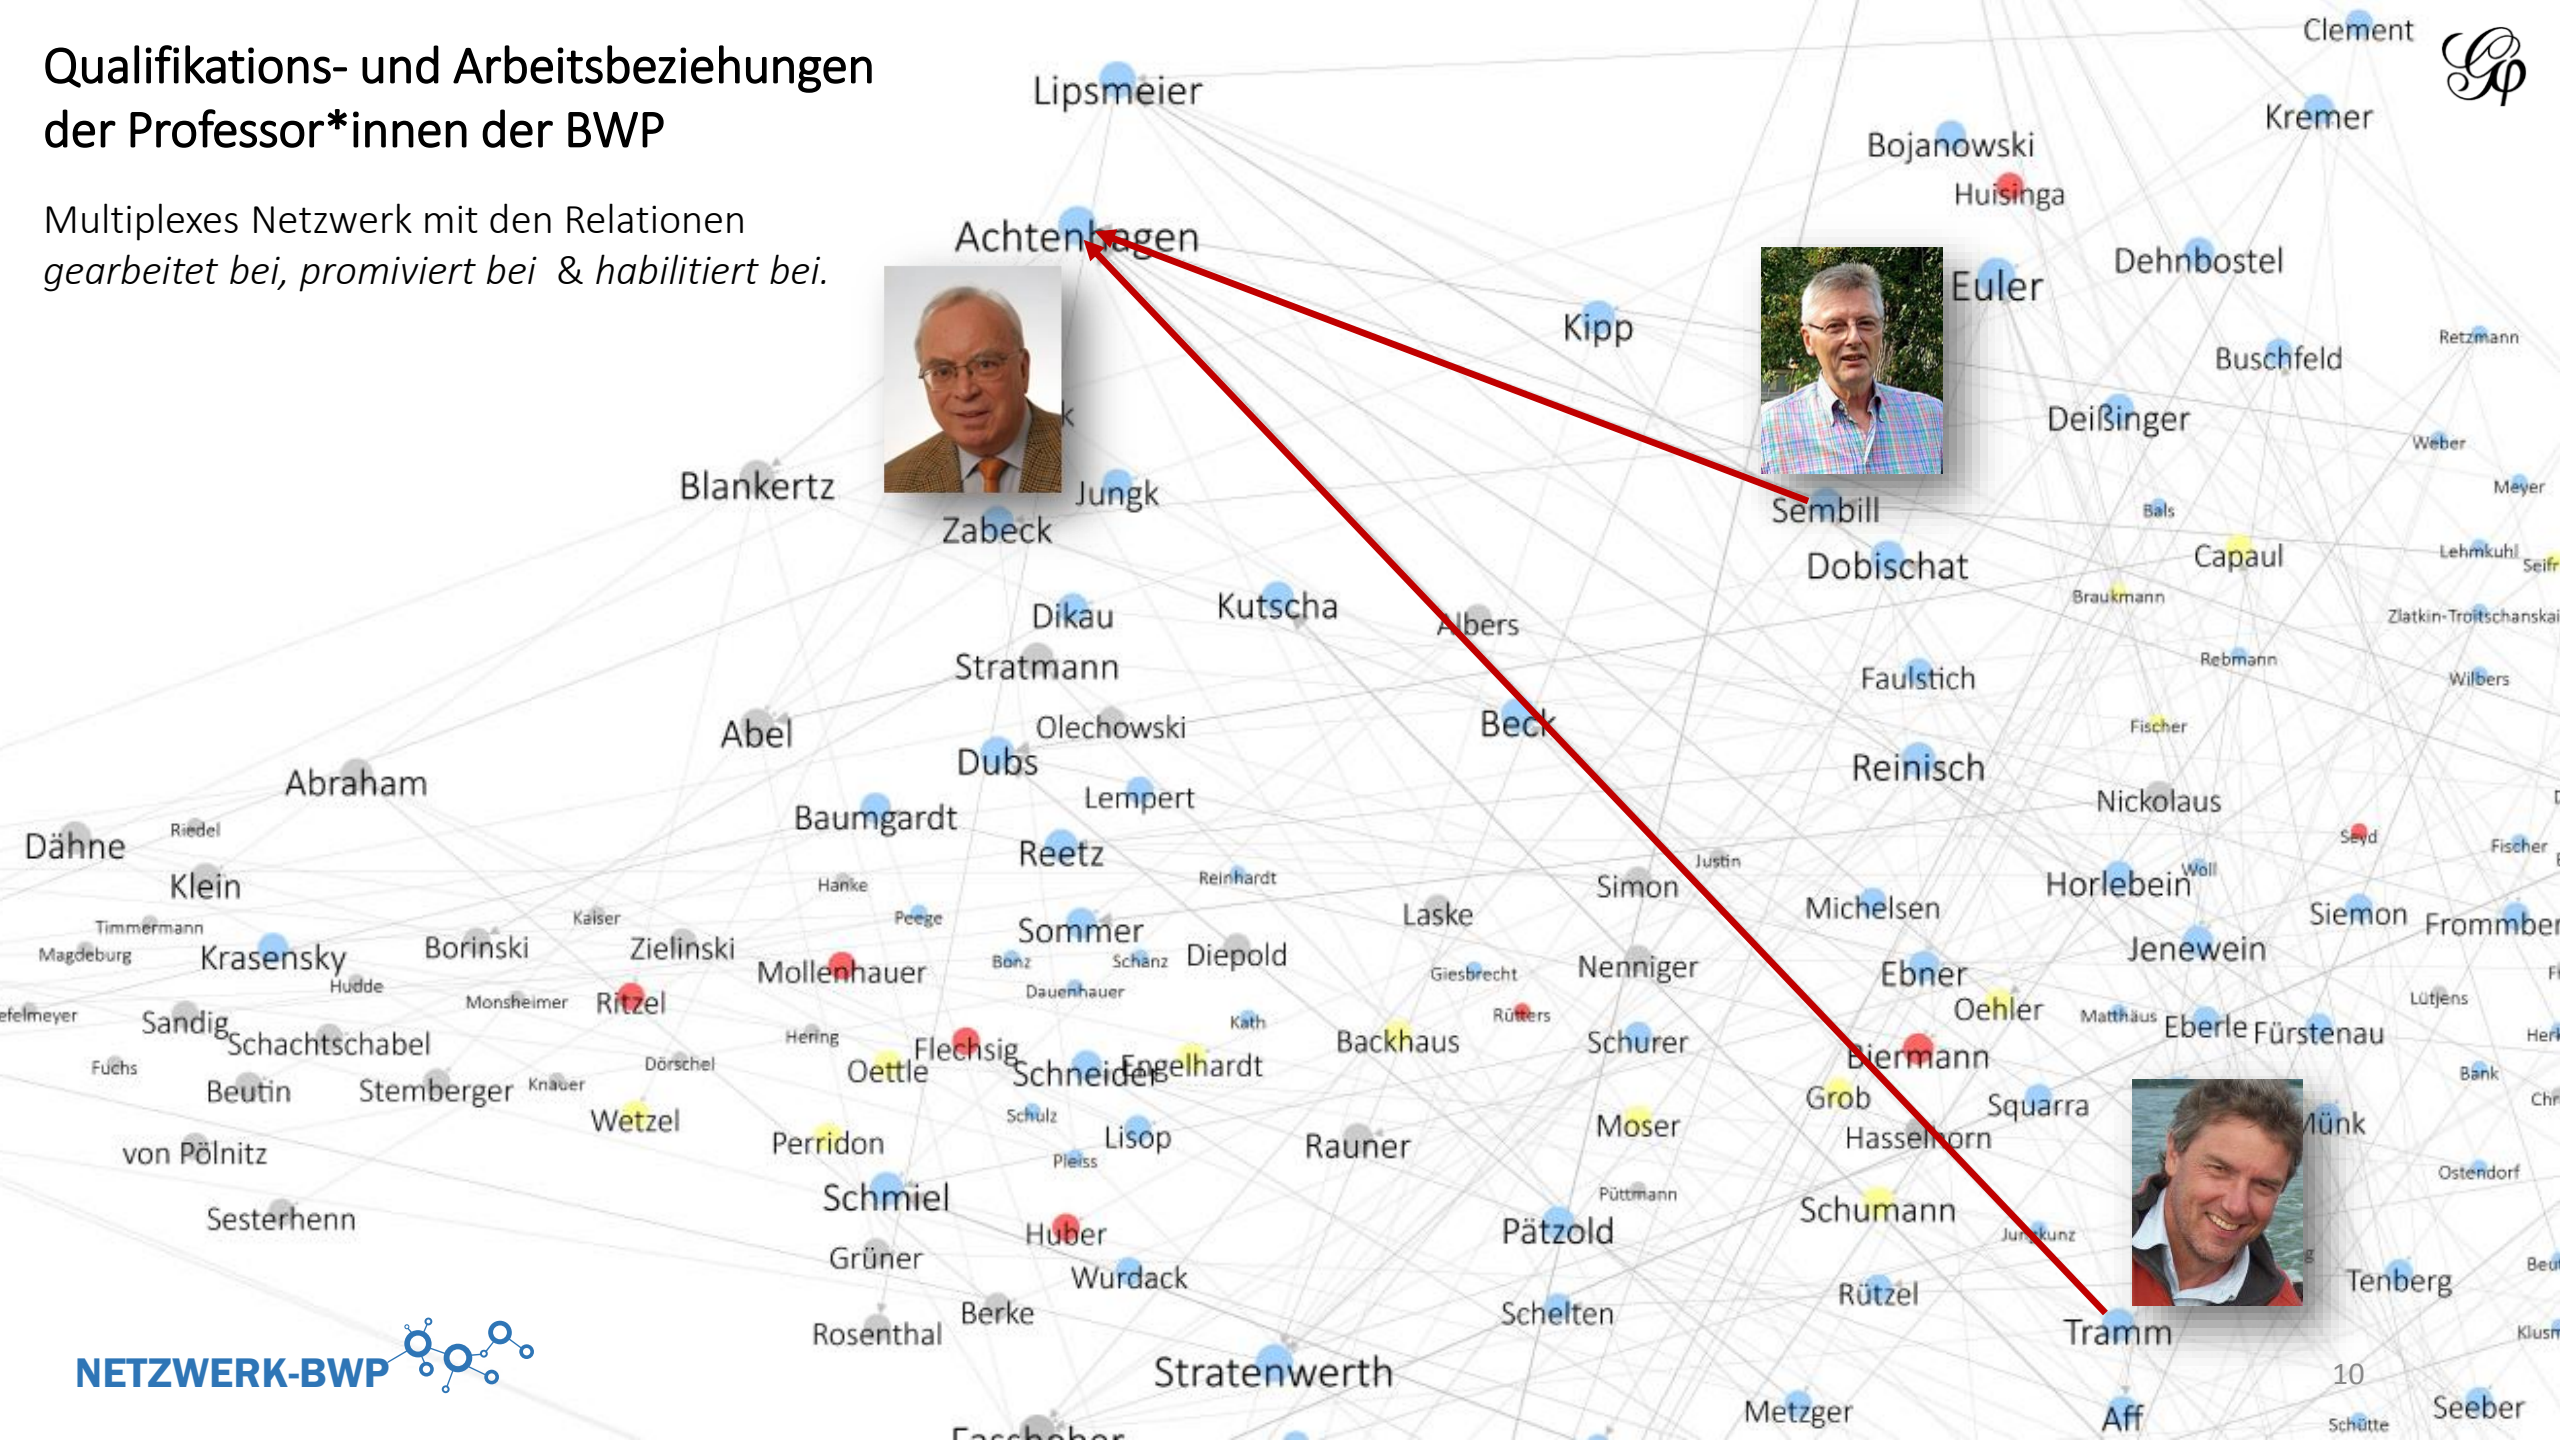 Qualifikations- und Arbeitsbeziehungen
der Professor*innen der BWP
Multiplexes Netzwerk mit den Relationen
gearbeitet bei, promiviert bei & habilitiert bei.
Clement
Lipsmeier
Kremer
Bojanowski
Huisinga
Achtenhagen
Dehnbostel
Euler
Kipp
Retzmann
Buschfeld
Deißinger
Weber
Blankertz
Jungk
Meyer
Sembill
Bals
Zabeck
Lehmkuhl
Capaul
Dobischat
Braukmann
Kutscha
Dikau
Albers
Stratmann
Rebmann
Faulstich
Wilbers
Olechowski
Beck
Fischer
Abel
Dubs
Reinisch
Abraham
Lempert
Nickolaus
Baumgardt
Riedel
Seyd
Dähne
Fischer
Reetz
Justin
Woll
Reinhardt
Hanke
Horlebein
Klein
Simon
Michelsen
Laske
Siemon
Kaiser
Peege
Timmermann
Sommer
Borinski
Zielinski
Jenewein
Magdeburg
Krasensky
Bonz
Schanz
Diepold
Nenniger
Mollenhauer
Giesbrecht
Ebner
Hudde
Dauenhauer
Lütjens
Monsheimer
Ritzel
Oehler
Rütters
Matthäus
Sandig
Kath
Eberle
Fürstenau
Hering
Backhaus
Schurer
Schachtschabel
Flechsig
Biermann
Dörschel
Engelhardt
Fuchs
Oettle
Schneider
Bank
Knauer
Beutin
Stemberger
Grob
Squarra
Schulz
Wetzel
Moser
Münk
Lisop
Hasselhorn
Perridon
Rauner
von Pölnitz
Pleiss
Ostendorf
Püttmann
Schmiel
Schumann
Sesterhenn
Pätzold
Huber
Jungkunz
Grüner
Wurdack
Tenberg
Rützel
Berke
Schelten
Rosenthal
Tramm
NETZWERK-BWP
Stratenwerth
10
Metzger
Seeber
Aff
Schütte